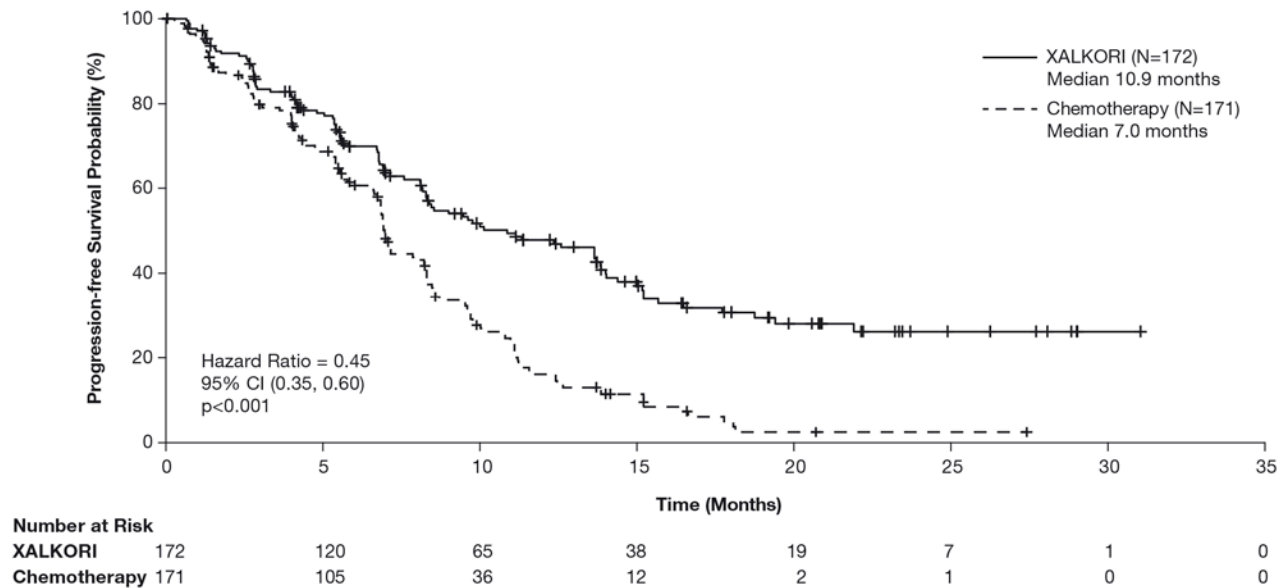 Progression-free Survival Probability (%)
100
80
60
40
20
0
XALKORI (N=172)
Median 10.9 months
Chemotherapy (N=171)
Median 7.0 months
Hazard Ratio = 0.45
95% CI (0.35, 0.60)
p<0.001
0 5 10 15 20 25 30 35
Time (Months)
Number at Risk
XALKORI 172 120 65 38 19 7 1 0
Chemotherapy 171 105 36 12 2 1 0 0